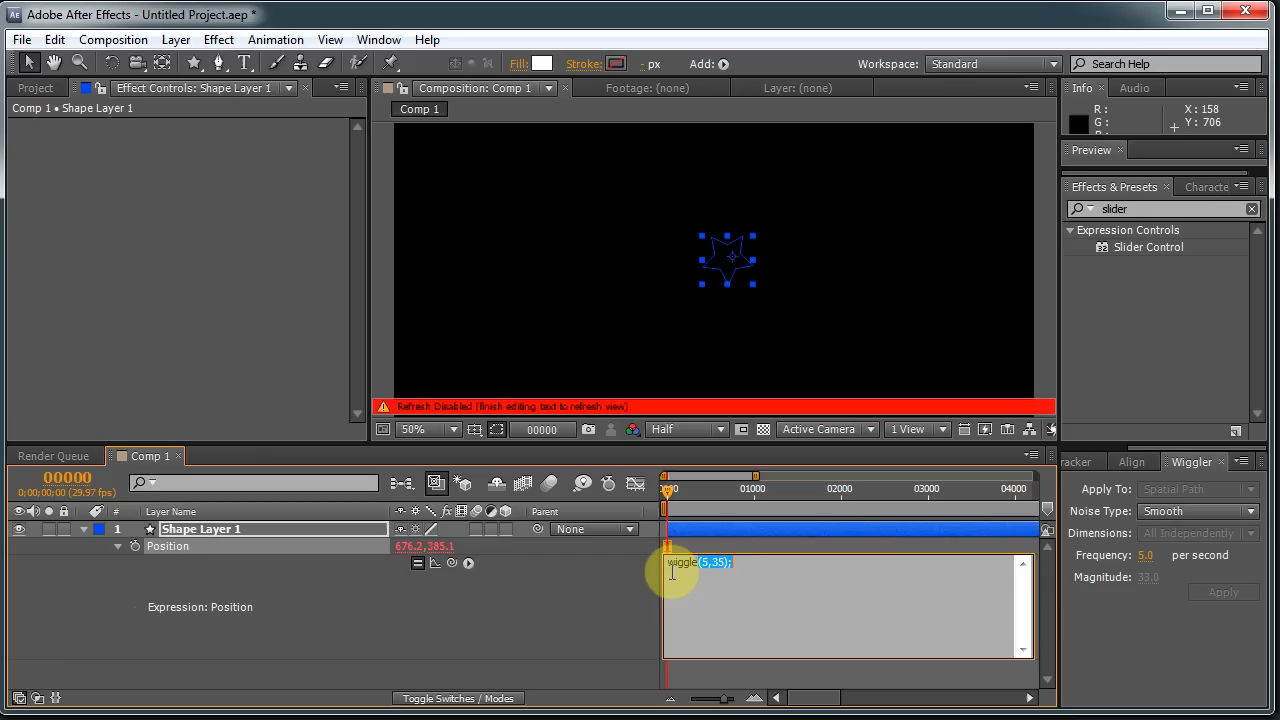 Adobe After Effects - Untitled Project.aep *
File Edit Composition Layer Effect Animation View Window Help
Fill: Stroke: - px Add: Workspace: Standard Search Help
Project Effect Controls: Shape Layer 1 Composition: Comp 1 Footage: (none) Layer: (none) Info Audio
Comp 1 • Shape Layer 1
Comp 1
R : X : 158
G : Y : 706
Preview
Effects & Presets Characte
slider
Expression Controls
Slider Control
Refresh Disabled (finish editing text to refresh view)
50% 00000 Half Active Camera 1 View
Render Queue Comp 1 racker Align Wiggler
00000
0;00;00;00 (29.97 fps)
01000 02000 03000 04000
Apply To: Spatial Path
# Layer Name Parent
Noise Type: Smooth
1 Shape Layer 1 None
Dimensions: All Independently
Position 676.2,385.1
Frequency: 5.0 per second
wiggle(5,35);
Magnitude: 33.0
Apply
Expression: Position
Toggle Switches / Modes